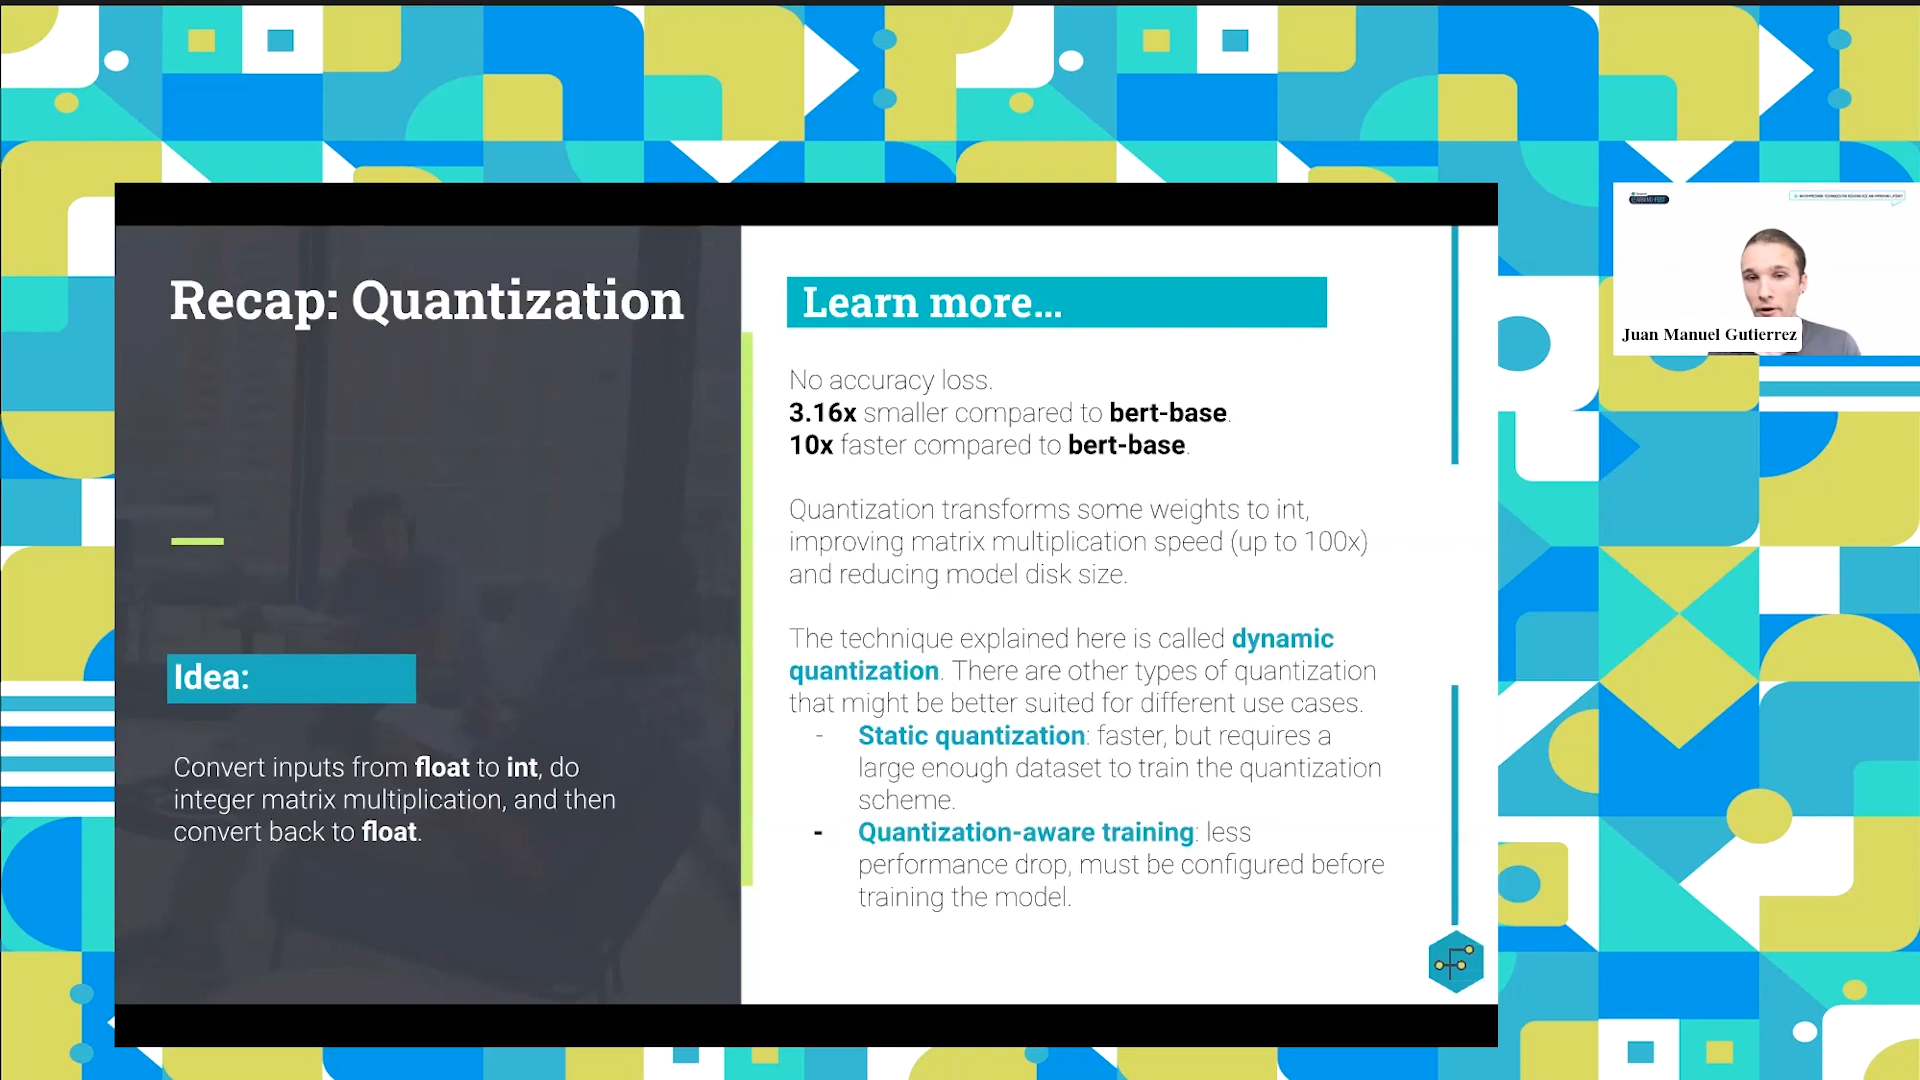 Recap: Quantization
Idea:
Convert inputs from float to int, do
integer matrix multiplication, and then
convert back to float.
Learn more...
No accuracy loss.
3.16x smaller compared to bert-base.
10x faster compared to bert-base.
Quantization transforms some weights to int,
improving matrix multiplication speed (up to 100x)
and reducing model disk size.
The technique explained here is called dynamic
quantization. There are other types of quantization
that might be better suited for different use cases.
- Static quantization: faster, but requires a
large enough dataset to train the quantization
scheme.
- Quantization-aware training: less
performance drop, must be configured before
training the model.
Juan Manuel Gutierrez